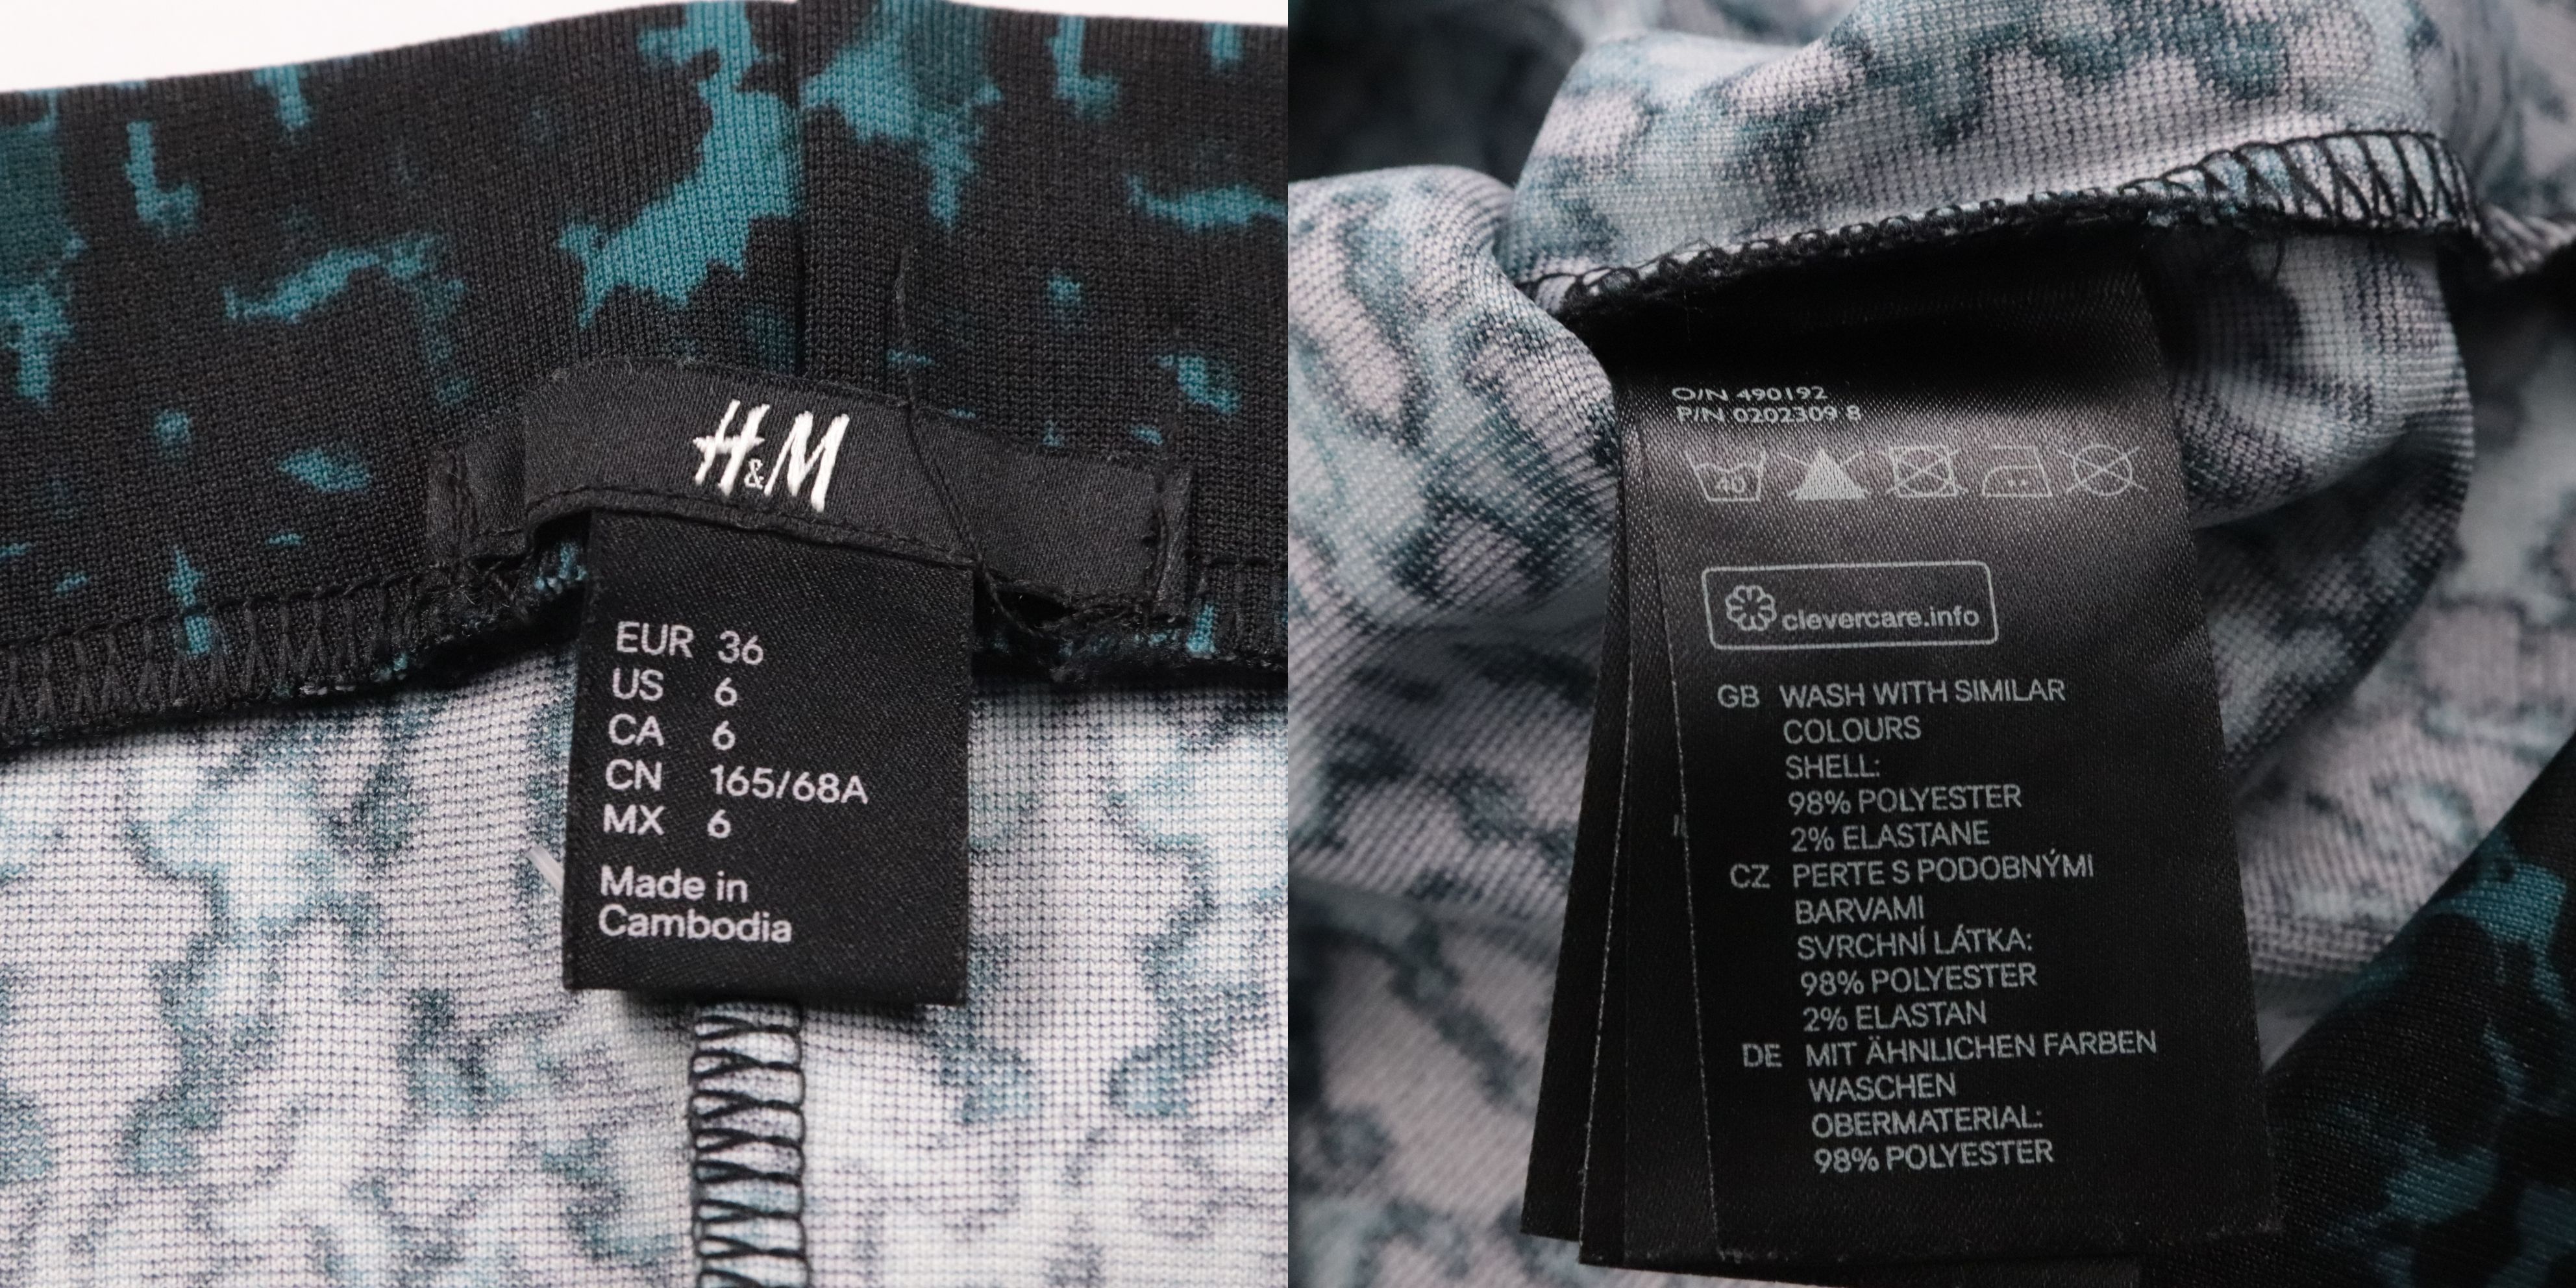 H&M
EUR 36
US 6
CA 6
CN 165/68A
MX 6
Made in
Cambodia
O/N 490192
P/N 0202309 8
40
clevercare.info
GB WASH WITH SIMILAR
COLOURS
SHELL:
98% POLYESTER
2% ELASTANE
CZ PERTE S PODOBNÝMI
BARVAMI
SVRCHNÍ LÁTKA:
98% POLYESTER
2% ELASTAN
DE MIT ÄHNLICHEN FARBEN
WASCHEN
OBERMATERIAL:
98% POLYESTER